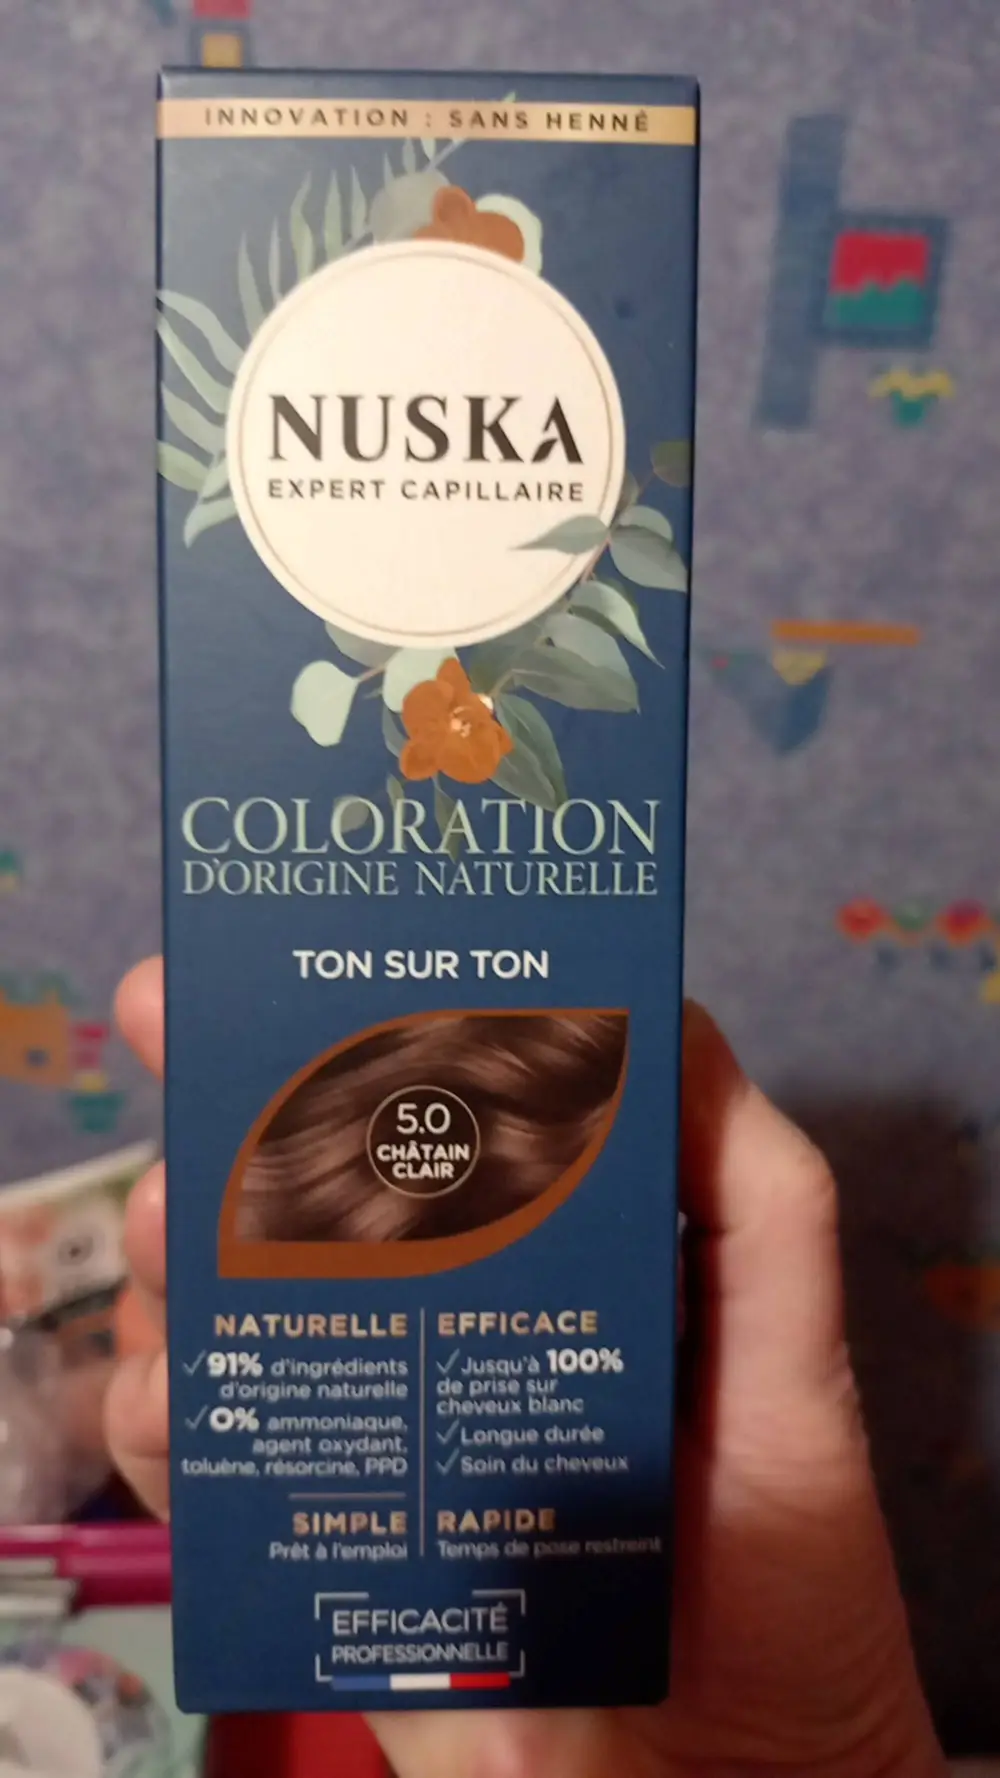 INNOVATION : SANS HENNÉ
NUSKA
EXPERT CAPILLAIRE
COLORATION
D'ORIGINE NATURELLE
TON SUR TON
5.0
CHÂTAIN
CLAIR
NATURELLE
✓91% d'ingrédients
d'origine naturelle
✓0% ammoniaque,
agent oxydant,
toluène, résorcine, PPD
SIMPLE
Prêt à l'emploi
EFFICACE
✓Jusqu'à 100%
de prise sur
cheveux blanc
✓Longue durée
✓Soin du cheveux
RAPIDE
Temps de pose restreint
EFFICACITÉ
PROFESSIONNELLE